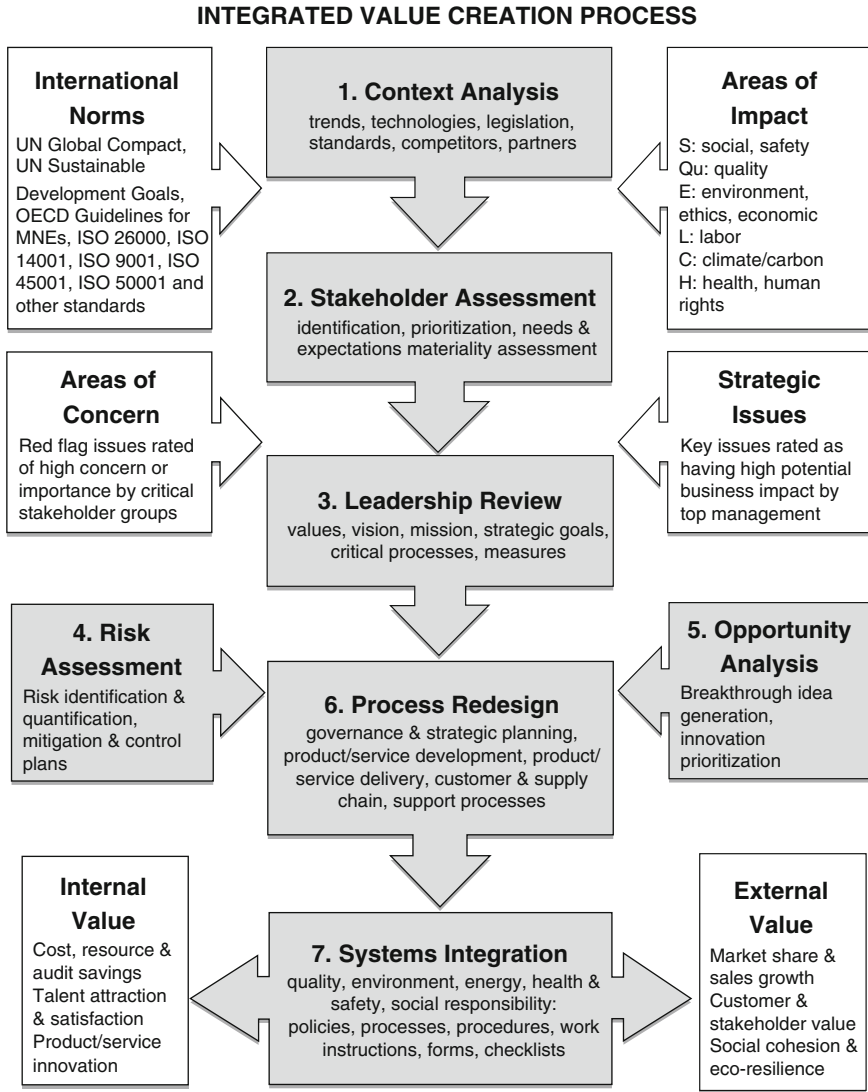 INTEGRATED VALUE CREATION PROCESS
International
Norms
UN Global Compact,
UN Sustainable
Development Goals,
OECD Guidelines for
MNEs, ISO 26000, ISO
14001, ISO 9001, ISO
45001, ISO 50001 and
other standards
1. Context Analysis
trends, technologies, legislation,
standards, competitors, partners
Areas of
Impact
S: social, safety
Qu: quality
E: environment,
ethics, economic
L: labor
C: climate/carbon
H: health, human
rights
2. Stakeholder Assessment
identification, prioritization, needs &
expectations materiality assessment
Areas of
Concern
Red flag issues rated
of high concern or
importance by critical
stakeholder groups
Strategic
Issues
Key issues rated as
having high potential
business impact by
top management
3. Leadership Review
values, vision, mission, strategic goals,
critical processes, measures
4. Risk
Assessment
Risk identification &
quantification,
mitigation & control
plans
5. Opportunity
Analysis
Breakthrough idea
generation,
innovation
prioritization
6. Process Redesign
governance & strategic planning,
product/service development, product/
service delivery, customer & supply
chain, support processes
Internal
Value
Cost, resource &
audit savings
Talent attraction
& satisfaction
Product/service
innovation
7. Systems Integration
quality, environment, energy, health &
safety, social responsibility:
policies, processes, procedures, work
instructions, forms, checklists
External
Value
Market share &
sales growth
Customer &
stakeholder value
Social cohesion &
eco-resilience